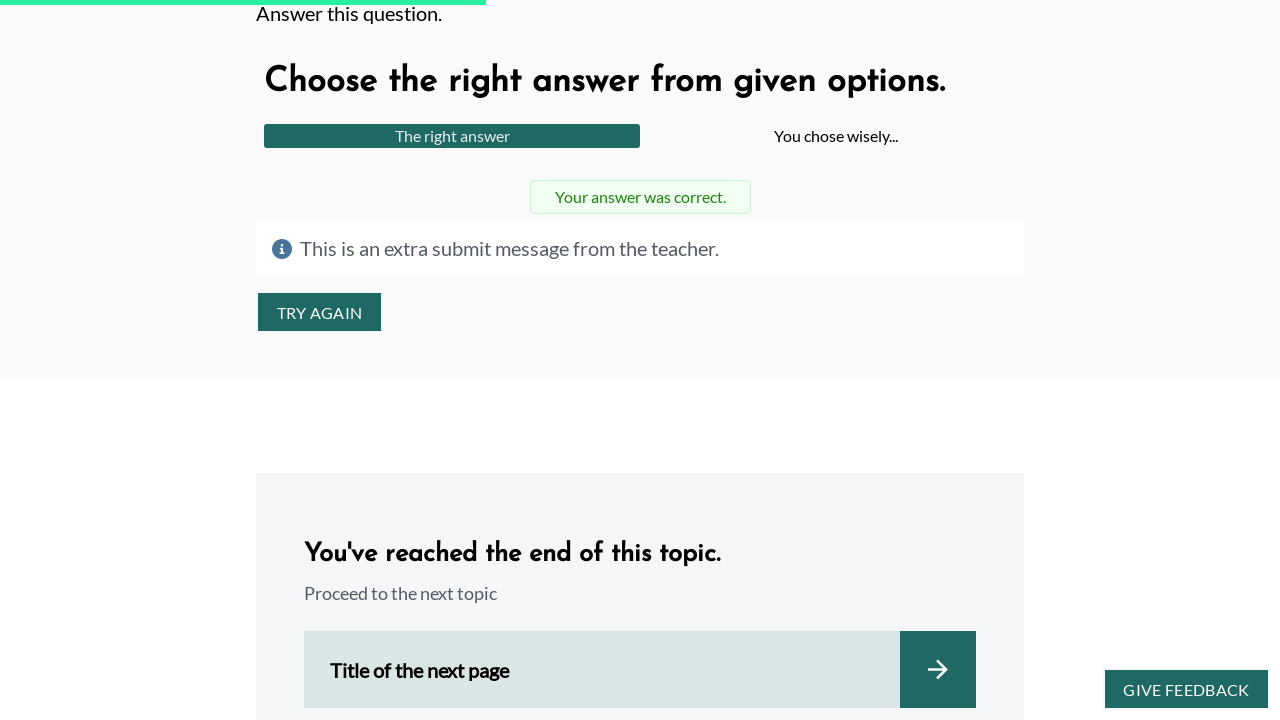 Answer this question.
Choose the right answer from given options.
The right answer
You chose wisely...
Your answer was correct.
This is an extra submit message from the teacher.
TRY AGAIN
You've reached the end of this topic.
Proceed to the next topic
Title of the next page
GIVE FEEDBACK